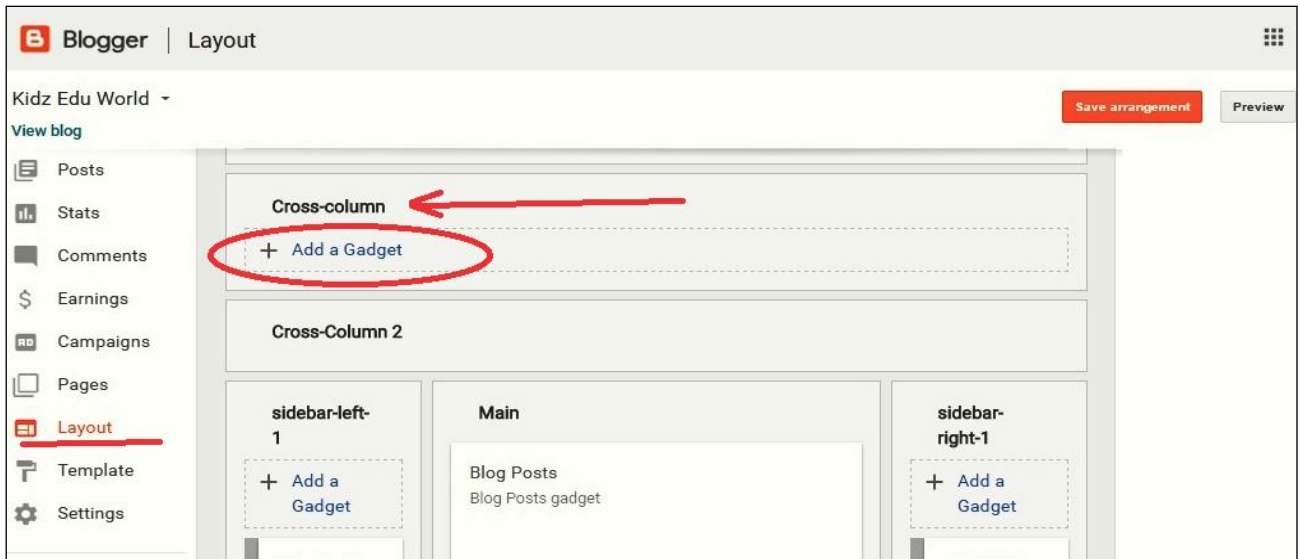 Blogger | Layout
Kidz Edu World
Save arrangement
Preview
View blog
Posts
Stats
Comments
Earnings
Campaigns
Pages
Layout
Template
Settings
Cross-column
+ Add a Gadget
Cross-Column 2
sidebar-left-
1
+ Add a
Gadget
Main
Blog Posts
Blog Posts gadget
sidebar-
right-1
+ Add a
Gadget